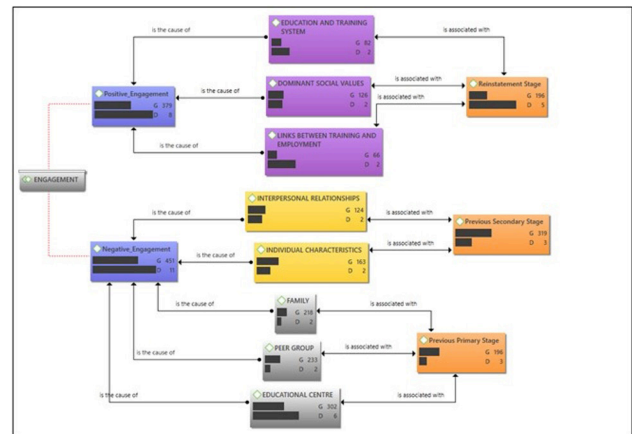 is the cause of
EDUCATION AND TRAINING
SYSTEM
G 82
D 2
is associated with
Positive_Engagement
G 379
D 8
is the cause of
DOMINANT SOCIAL VALUES
G 126
D 2
is associated with
is associated with
Reinstatement Stage
G 196
D 5
is the cause of
LINKS BETWEEN TRAINING AND
EMPLOYMENT
G 66
D 2
ENGAGEMENT
is the cause of
INTERPERSONAL RELATIONSHIPS
G 124
D 2
is associated with
Previous Secondary Stage
G 319
D 3
Negative_Engagement
G 431
D 11
is the cause of
INDIVIDUAL CHARACTERISTICS
G 163
D 2
is associated with
is the cause of
FAMILY
G 218
D 2
is associated with
is the cause of
PEER GROUP
G 233
D 2
is associated with
Previous Primary Stage
G 196
D 3
is the cause of
EDUCATIONAL CENTRE
G 302
D 6
is associated with